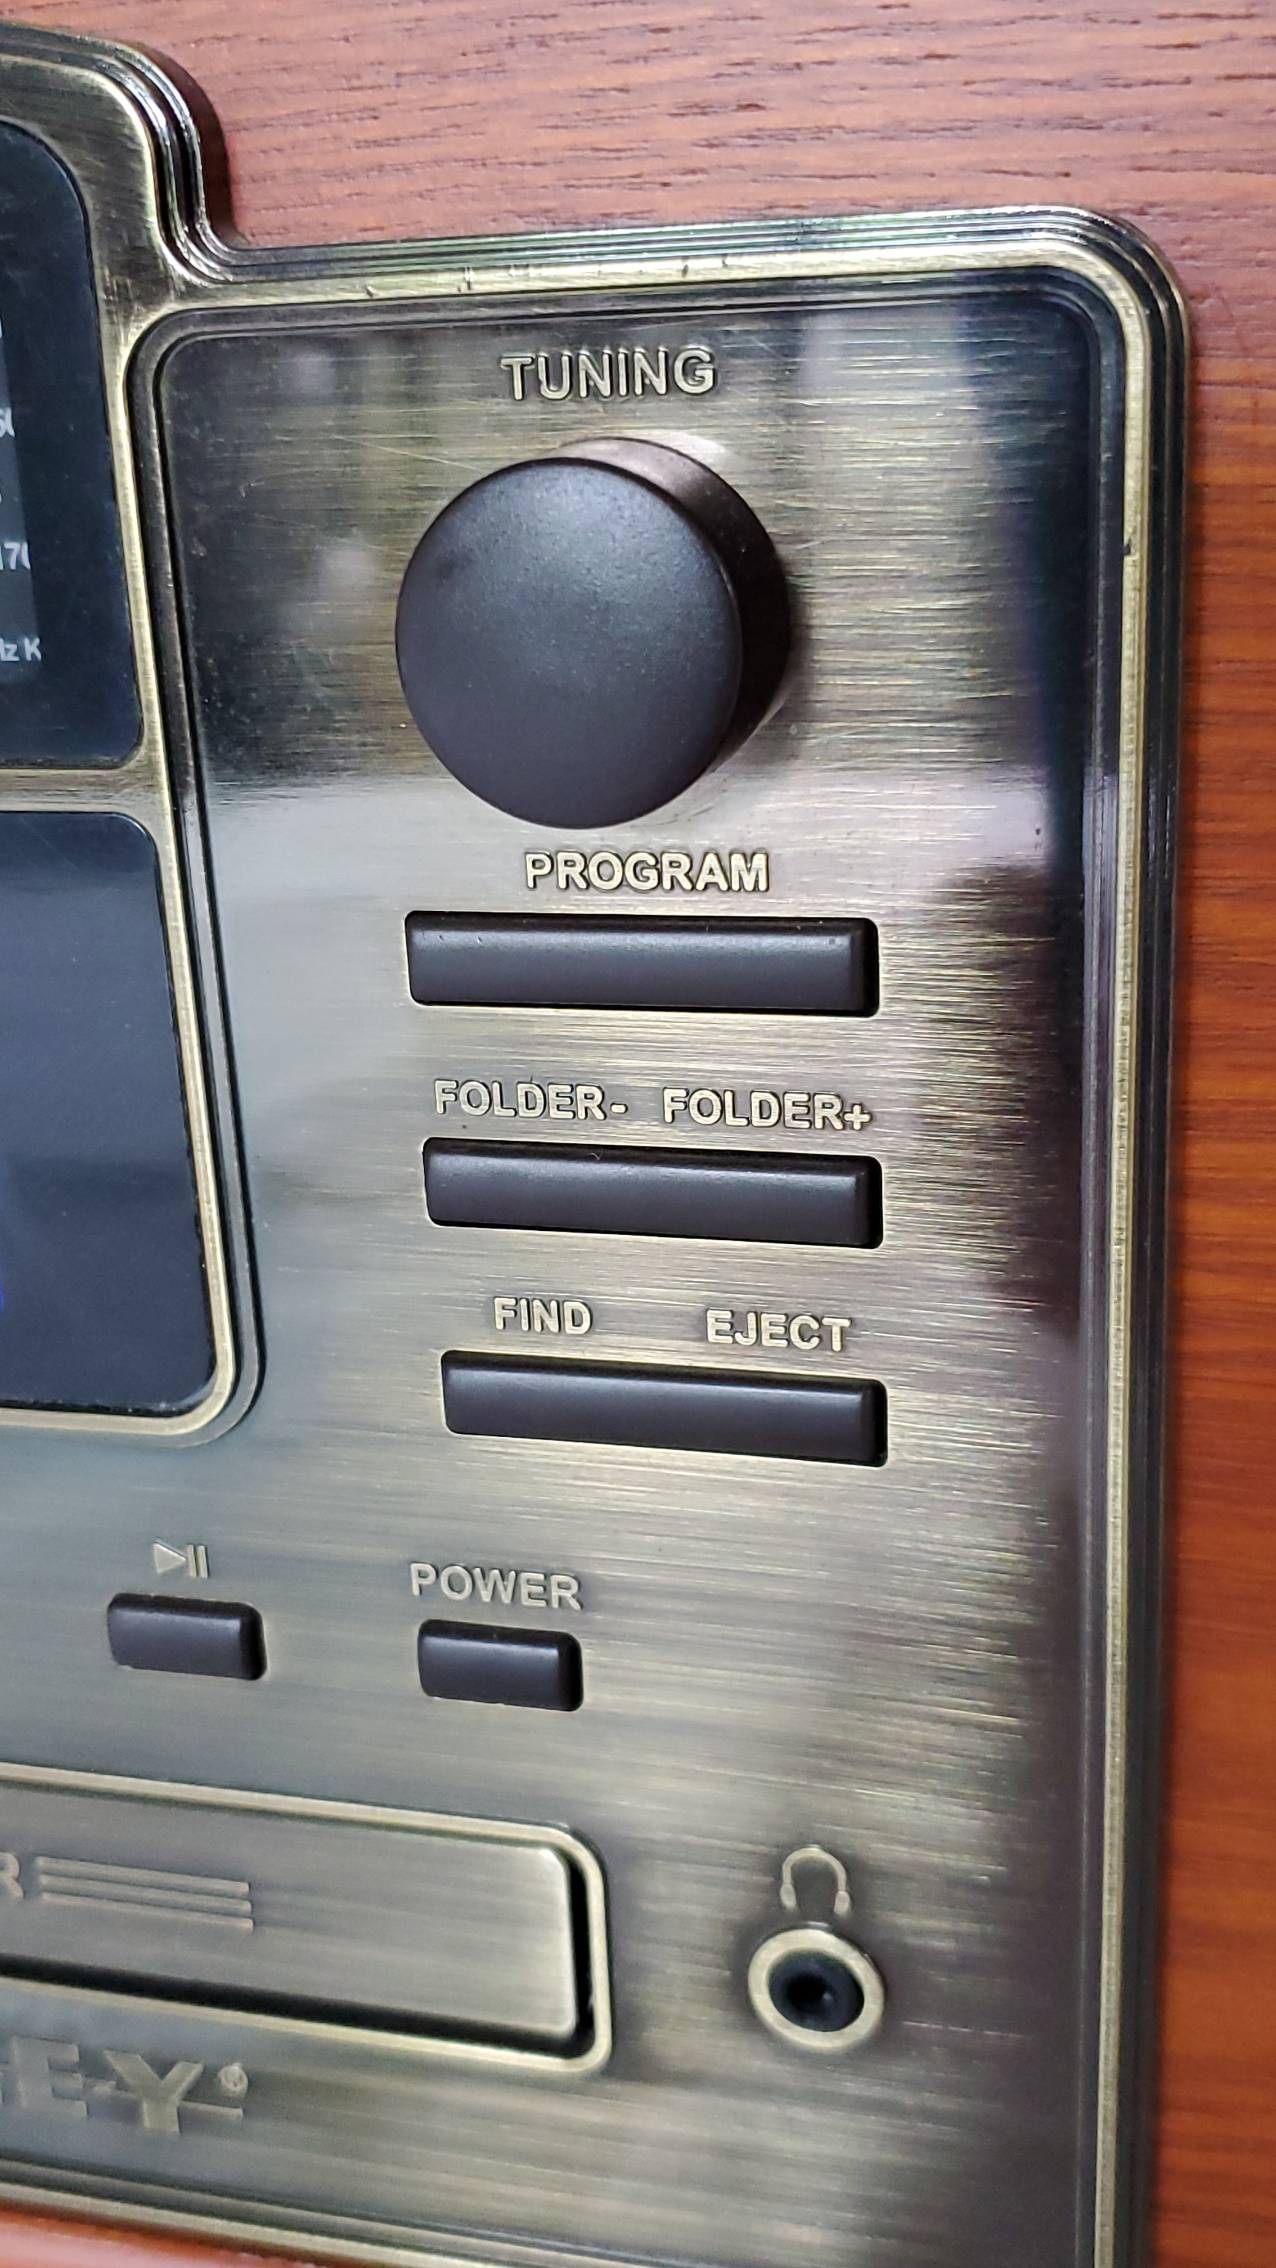 TUNING
PROGRAM
FOLDER- FOLDER+
FIND EJECT
POWER